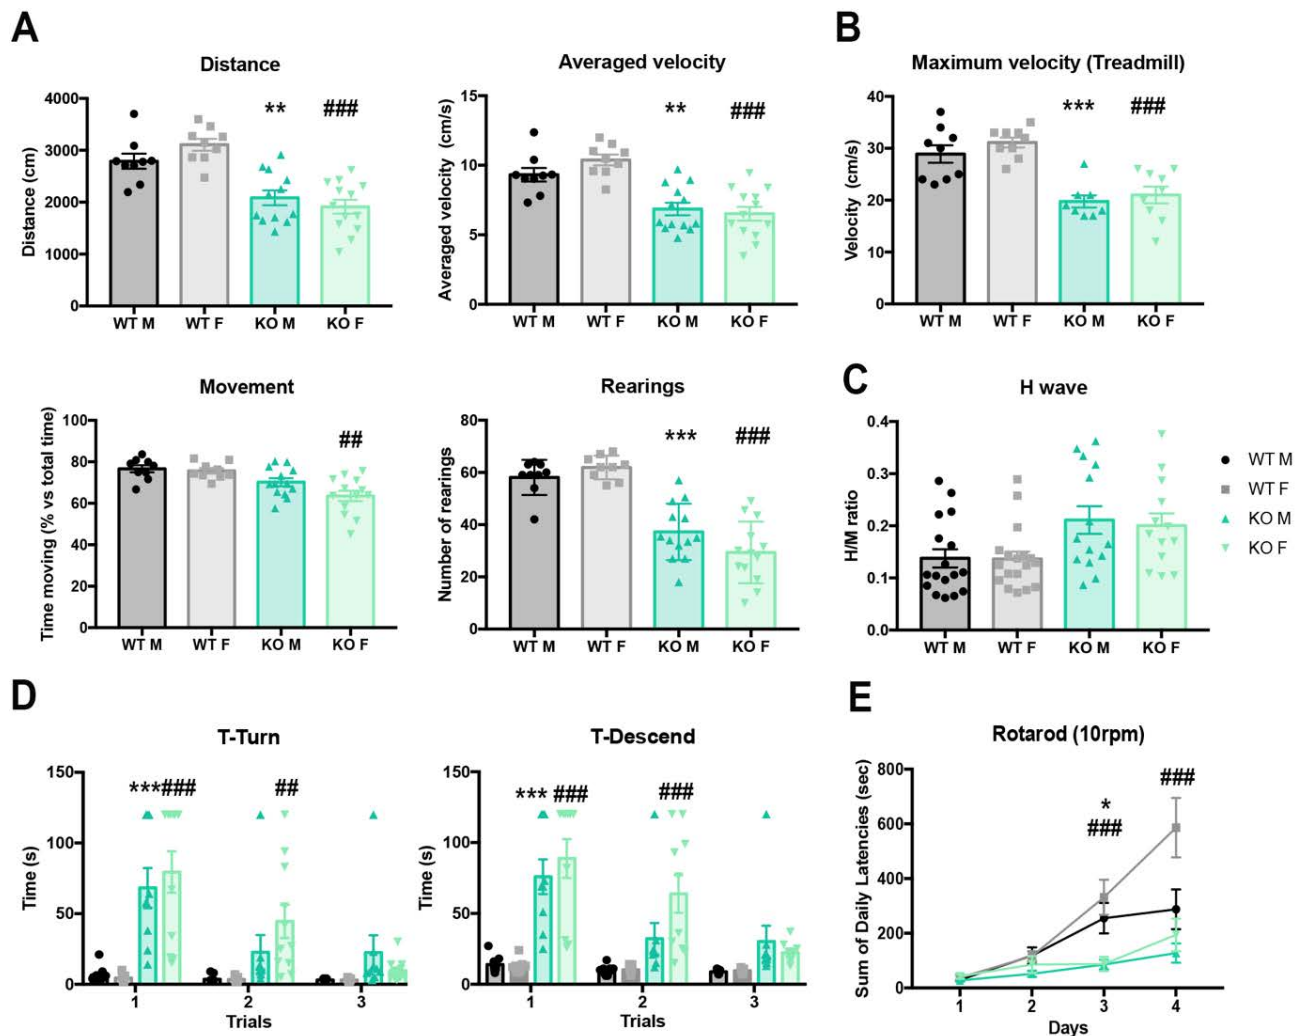 A
B
Distance
Averaged velocity
Maximum velocity (Treadmill)
4000
3000
2000
1000
0
Distance (cm)
** ###
WT M WT F KO M KO F
15
10
5
0
Averaged velocity (cm/s)
** ###
WT M WT F KO M KO F
40
30
20
10
0
Velocity (cm/s)
*** ###
WT M WT F KO M KO F
Movement
Rearings
C
H wave
100
80
60
40
20
0
Time moving (% vs total time)
##
WT M WT F KO M KO F
80
60
40
20
0
Number of rearings
*** ###
WT M WT F KO M KO F
0.4
0.3
0.2
0.1
0.0
H/M ratio
WT M WT F KO M KO F
WT M
WT F
KO M
KO F
D
E
T-Turn
T-Descend
Rotarod (10rpm)
150
100
50
0
Time (s)
***### ##
1 2 3
Trials
150
100
50
0
Time (s)
*** ### ###
1 2 3
Trials
800
600
400
200
0
Sum of Daily Latencies (sec)
*
###
###
1 2 3 4
Days